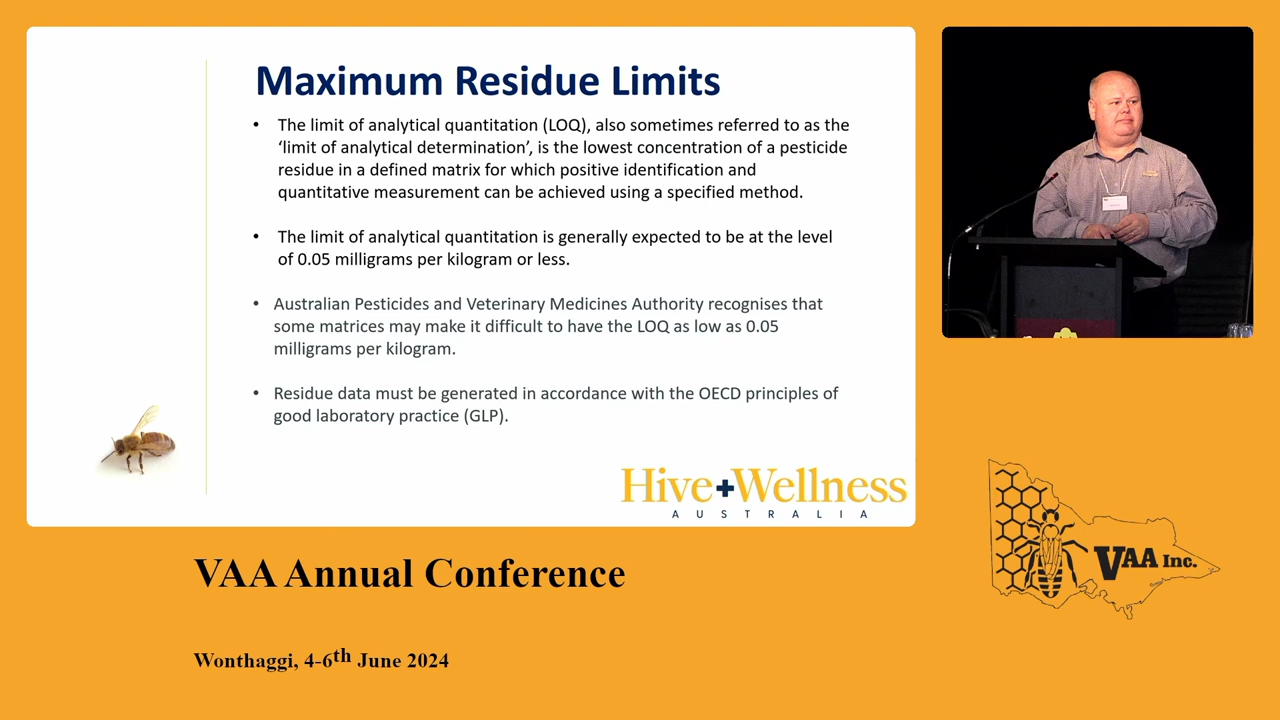 Maximum Residue Limits
• The limit of analytical quantitation (LOQ), also sometimes referred to as the
‘limit of analytical determination’, is the lowest concentration of a pesticide
residue in a defined matrix for which positive identification and
quantitative measurement can be achieved using a specified method.
• The limit of analytical quantitation is generally expected to be at the level
of 0.05 milligrams per kilogram or less.
• Australian Pesticides and Veterinary Medicines Authority recognises that
some matrices may make it difficult to have the LOQ as low as 0.05
milligrams per kilogram.
• Residue data must be generated in accordance with the OECD principles of
good laboratory practice (GLP).
Hive+Wellness
AUSTRALIA
VAA Annual Conference
Wonthaggi, 4-6th June 2024
VAA Inc.